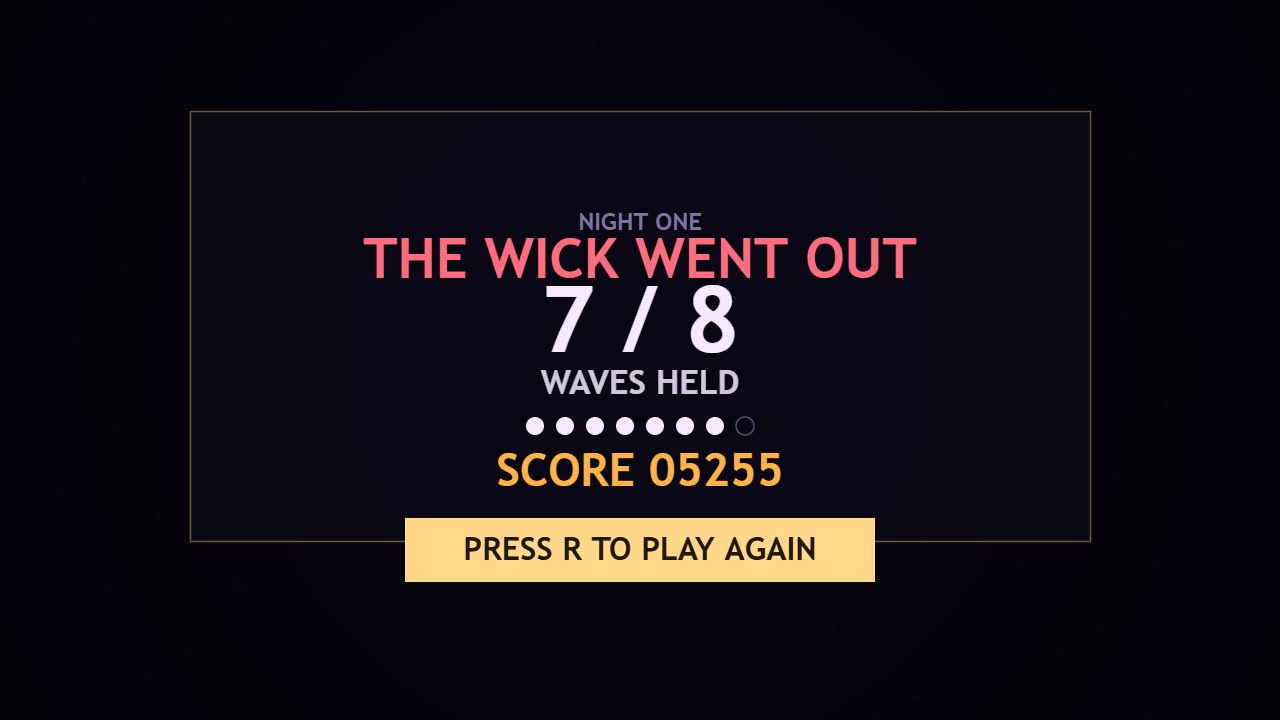 NIGHT ONE
THE WICK WENT OUT
7 / 8
WAVES HELD
SCORE 05255
PRESS R TO PLAY AGAIN